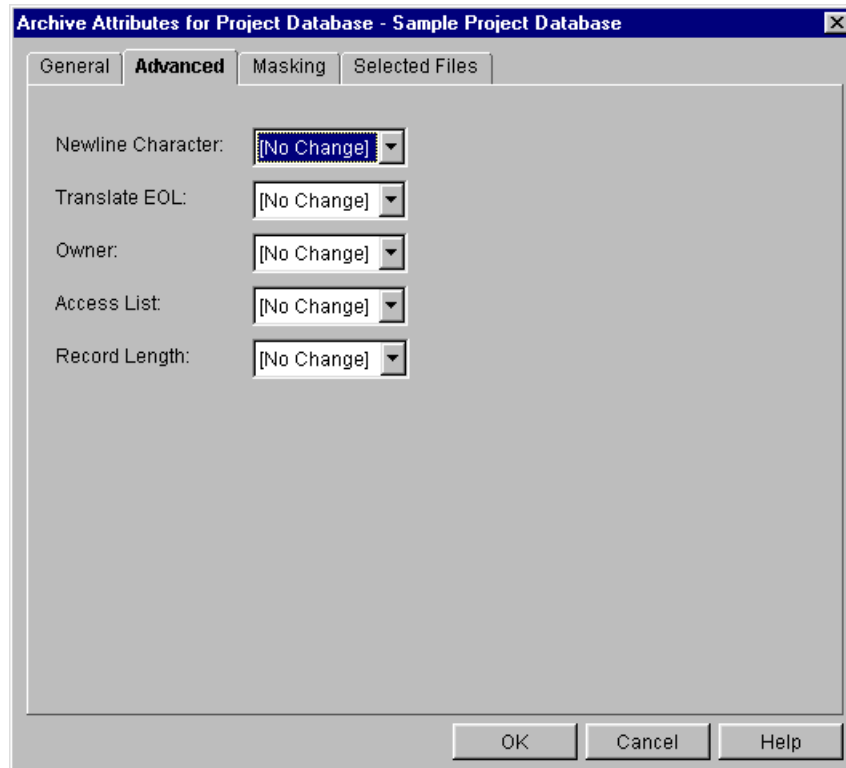 Archive Attributes for Project Database - Sample Project Database
General Advanced Masking Selected Files
Newline Character: [No Change]
Translate EOL: [No Change]
Owner: [No Change]
Access List: [No Change]
Record Length: [No Change]
OK Cancel Help